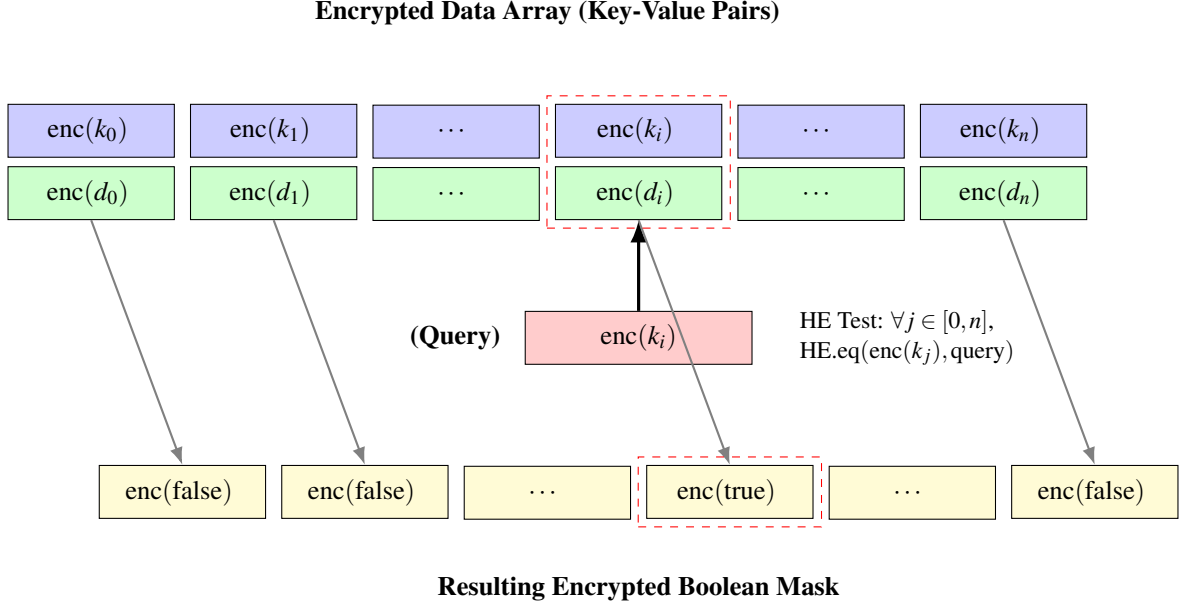 Encrypted Data Array (Key-Value Pairs)
enc(k₀) enc(k₁) ⋯ enc(kᵢ) ⋯ enc(kₙ)
enc(d₀) enc(d₁) ⋯ enc(dᵢ) ⋯ enc(dₙ)
(Query) enc(kᵢ)
HE Test: ∀j ∈ [0,n],
HE.eq(enc(kⱼ),query)
enc(false) enc(false) ⋯ enc(true) ⋯ enc(false)
Resulting Encrypted Boolean Mask